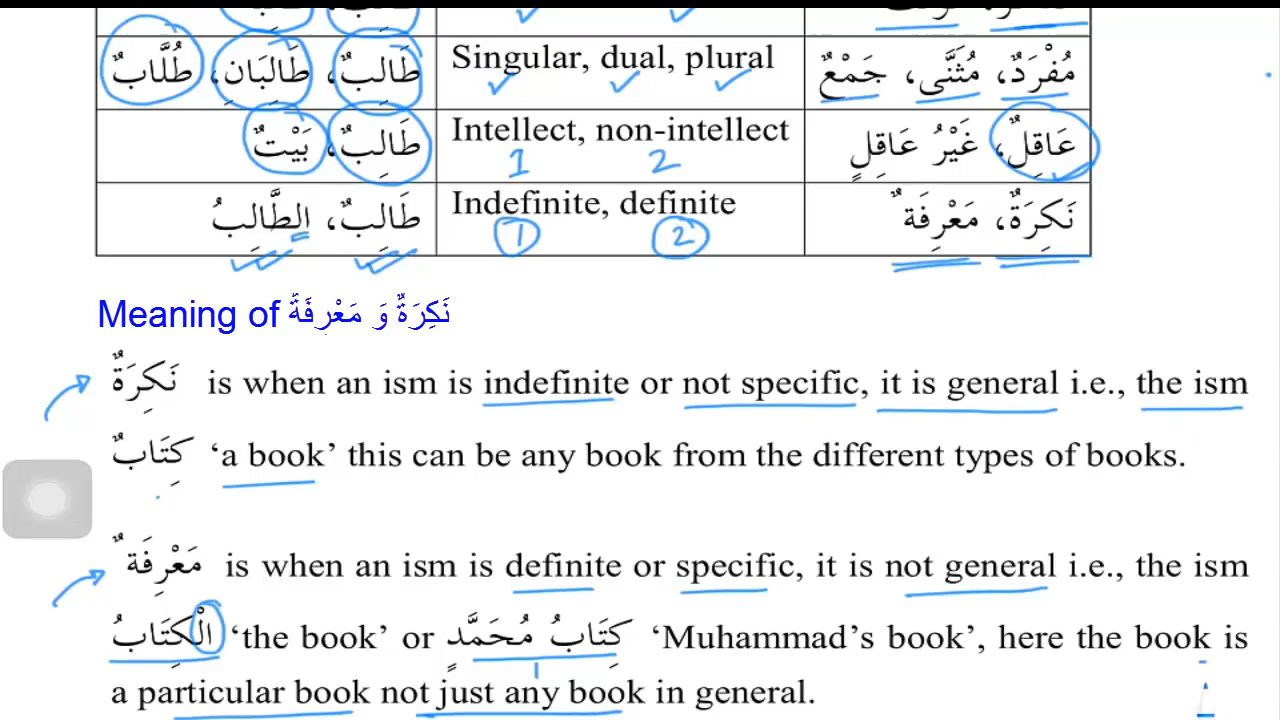 طَالِبٌ، طَالِبَانِ، طُلَّابٌ Singular, dual, plural مُفْرَدٌ، مُثَنَّى، جَمْعٌ
طَالِبٌ، بَيْتٌ Intellect, non-intellect عَاقِلٌ، غَيْرُ عَاقِلٍ
1 2
طَالِبٌ، الطَّالِبُ Indefinite, definite نَكِرَةٌ، مَعْرِفَةٌ
1 2
Meaning of نَكِرَةٌ وَ مَعْرِفَةٌ
نَكِرَةٌ is when an ism is indefinite or not specific, it is general i.e., the ism
كِتَابٌ ‘a book’ this can be any book from the different types of books.
مَعْرِفَةٌ is when an ism is definite or specific, it is not general i.e., the ism
الْكِتَابُ ‘the book’ or كِتَابُ مُحَمَّدٍ ‘Muhammad’s book’, here the book is
a particular book not just any book in general.